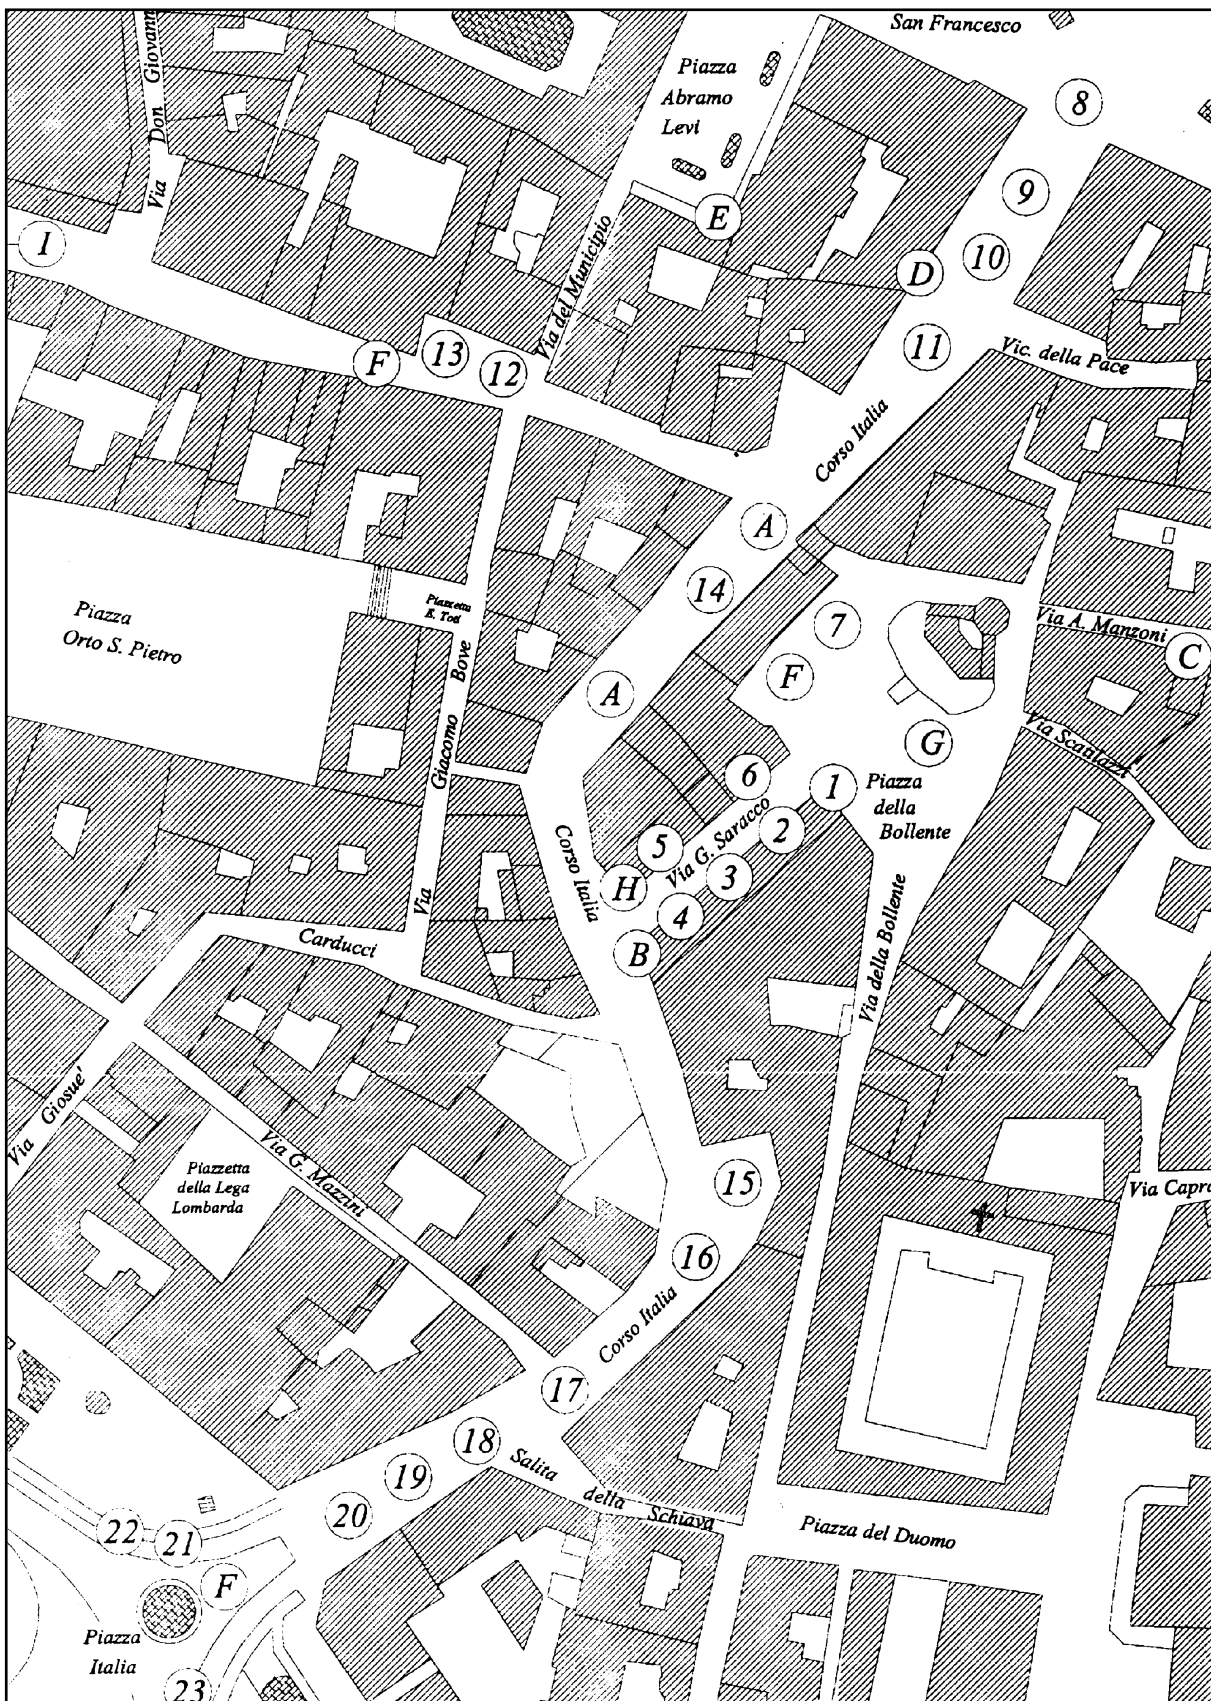 San Francesco
Piazza
Abramo
Levi
8
Via Don Giovann
9
E
I
10
D
Via del Municipio
11
Vic. della Pace
13
F
12
Corso Italia
A
14
Piazzetta
E. Toti
Piazza
Orto S. Pietro
7
Via A. Manzoni
C
F
A
Via Giacomo Bove
G
Via Scarlazzi
6
1
Piazza
della
Bollente
2
Via G. Saracco
5
3
H
Corso Italia
4
B
Via della Bollente
Carducci
Via Giosue'
Via G. Mazzini
Piazzetta
della Lega
Lombarda
15
Via Capra
16
Corso Italia
17
18
Salita della Schiava
19
20
Piazza del Duomo
22
21
F
Piazza
Italia
23